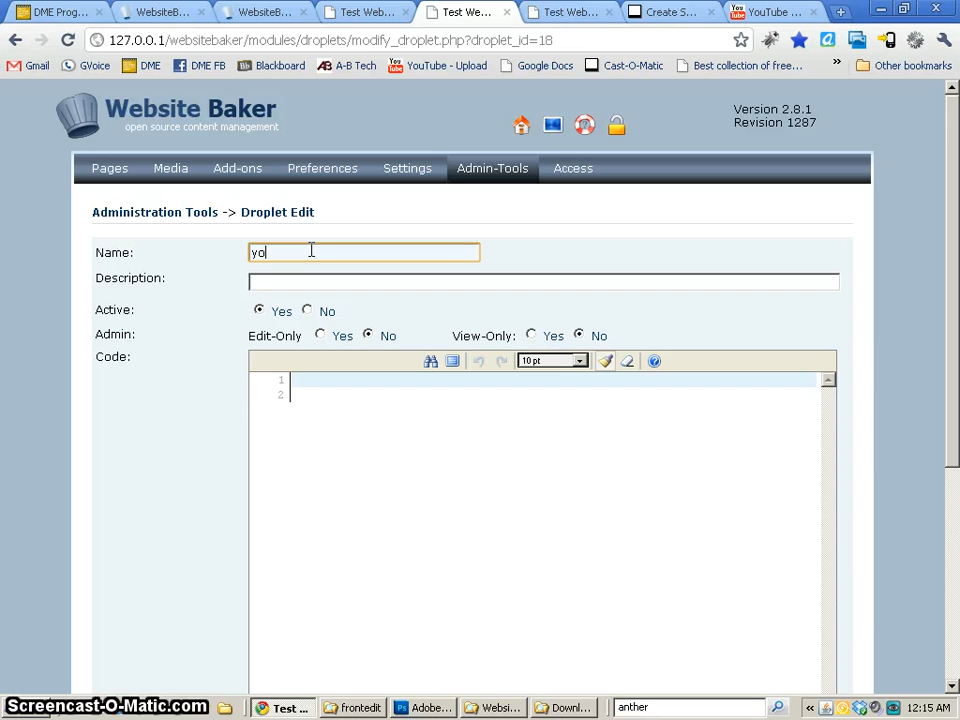 DME Prog...
WebsiteB...
WebsiteB...
Test Web...
Test We...
Test Web...
Create S...
YouTube ...
127.0.0.1/websitebaker/modules/droplets/modify_droplet.php?droplet_id=18
Gmail
GVoice
DME
DME FB
Blackboard
A-B Tech
YouTube - Upload
Google Docs
Cast-O-Matic
Best collection of free...
»
Other bookmarks
Website Baker
open source content management
Version 2.8.1
Revision 1287
Pages
Media
Add-ons
Preferences
Settings
Admin-Tools
Access
Administration Tools -> Droplet Edit
Name: yo
Description:
Active: Yes No
Admin: Edit-Only Yes No View-Only: Yes No
Code: 10 pt
1
2
Screencast-O-Matic.com
Test ...
frontedit
Adobe...
Websi...
Downl...
anther
«
12:15 AM